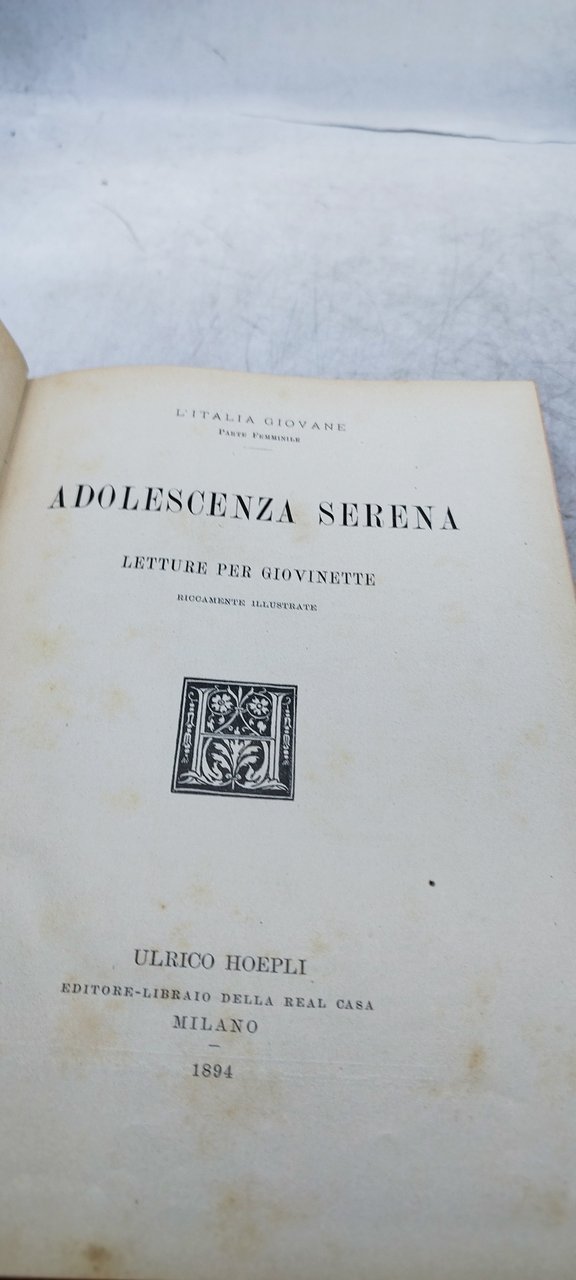 L'ITALIA GIOVANE
PARTE FEMMINILE
ADOLESCENZA SERENA
LETTURE PER GIOVINETTE
RICCAMENTE ILLUSTRATE
H
ULRICO HOEPLI
EDITORE-LIBRAIO DELLA REAL CASA
MILANO
1894